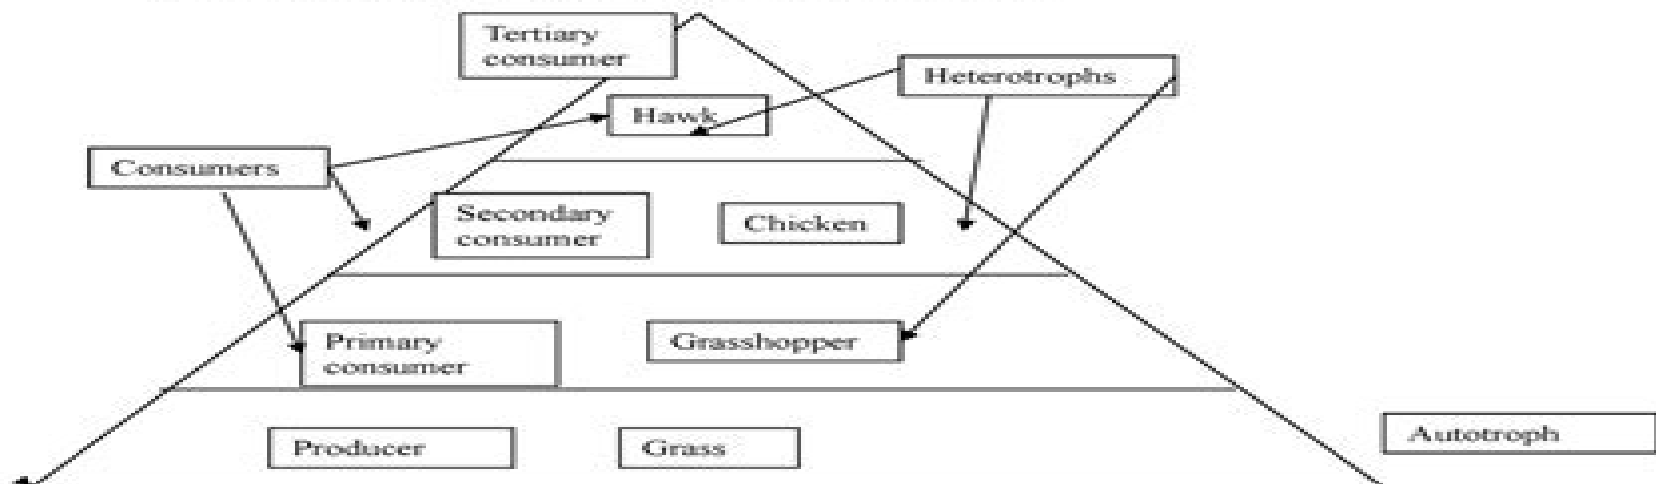 Tertiary
consumer
Heterotrophs
Hawk
Consumers
Secondary
consumer
Chicken
Primary
consumer
Grasshopper
Producer
Grass
Autotroph